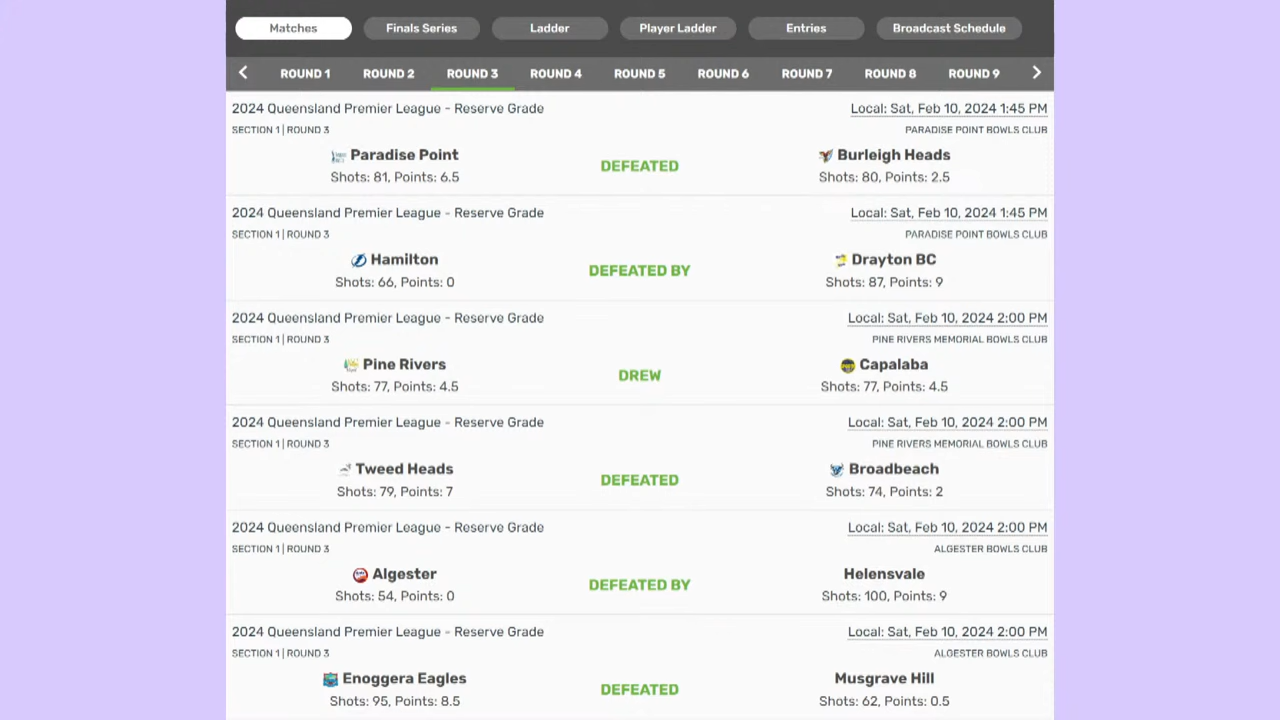 Matches Finals Series Ladder Player Ladder Entries Broadcast Schedule
ROUND 1 ROUND 2 ROUND 3 ROUND 4 ROUND 5 ROUND 6 ROUND 7 ROUND 8 ROUND 9
2024 Queensland Premier League - Reserve Grade Local: Sat, Feb 10, 2024 1:45 PM
SECTION 1 | ROUND 3 PARADISE POINT BOWLS CLUB
Paradise Point DEFEATED Burleigh Heads
Shots: 81, Points: 6.5 Shots: 80, Points: 2.5
2024 Queensland Premier League - Reserve Grade Local: Sat, Feb 10, 2024 1:45 PM
SECTION 1 | ROUND 3 PARADISE POINT BOWLS CLUB
Hamilton DEFEATED BY Drayton BC
Shots: 66, Points: 0 Shots: 87, Points: 9
2024 Queensland Premier League - Reserve Grade Local: Sat, Feb 10, 2024 2:00 PM
SECTION 1 | ROUND 3 PINE RIVERS MEMORIAL BOWLS CLUB
Pine Rivers DREW Capalaba
Shots: 77, Points: 4.5 Shots: 77, Points: 4.5
2024 Queensland Premier League - Reserve Grade Local: Sat, Feb 10, 2024 2:00 PM
SECTION 1 | ROUND 3 PINE RIVERS MEMORIAL BOWLS CLUB
Tweed Heads DEFEATED Broadbeach
Shots: 79, Points: 7 Shots: 74, Points: 2
2024 Queensland Premier League - Reserve Grade Local: Sat, Feb 10, 2024 2:00 PM
SECTION 1 | ROUND 3 ALGESTER BOWLS CLUB
Algester DEFEATED BY Helensvale
Shots: 54, Points: 0 Shots: 100, Points: 9
2024 Queensland Premier League - Reserve Grade Local: Sat, Feb 10, 2024 2:00 PM
SECTION 1 | ROUND 3 ALGESTER BOWLS CLUB
Enoggera Eagles DEFEATED Musgrave Hill
Shots: 95, Points: 8.5 Shots: 62, Points: 0.5